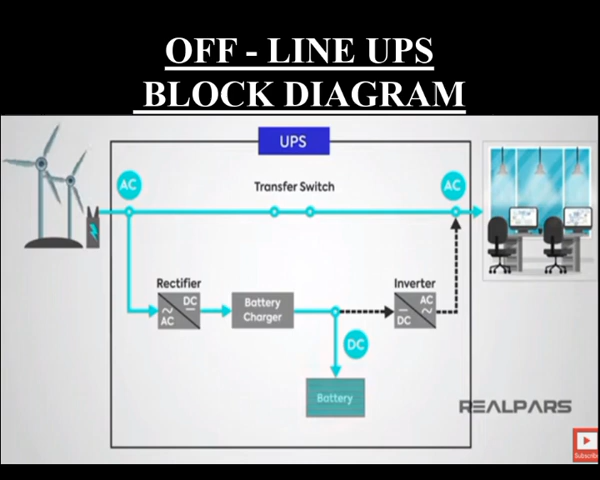 OFF - LINE UPS
BLOCK DIAGRAM
UPS
AC
Transfer Switch
AC
Rectifier
DC
AC
Battery
Charger
Inverter
AC
DC
DC
Battery
REALPARS
Subscribe